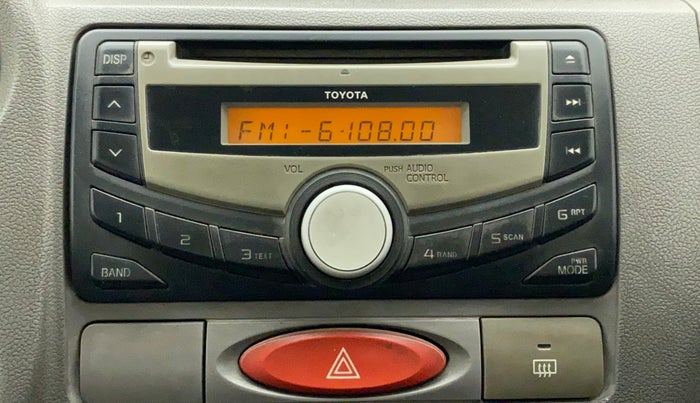 DISP
TOYOTA
FM1-6·108.00
VOL
PUSH AUDIO CONTROL
1
2
3 TEXT
4 RAND
5 SCAN
6 RPT
BAND
PWR
MODE